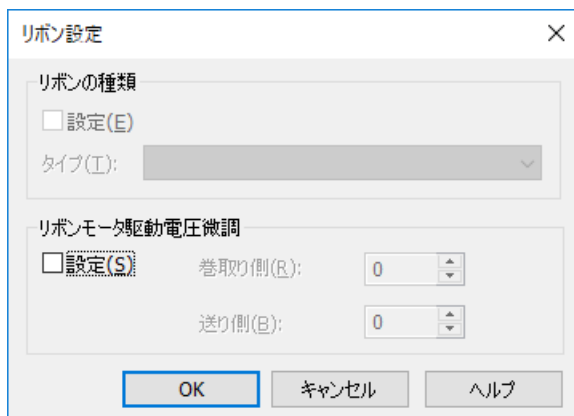 リボン設定
リボンの種類
設定(E)
タイプ(T):
リボンモータ駆動電圧微調
設定(S) 巻取り側(R): 0
送り側(B): 0
OK キャンセル ヘルプ